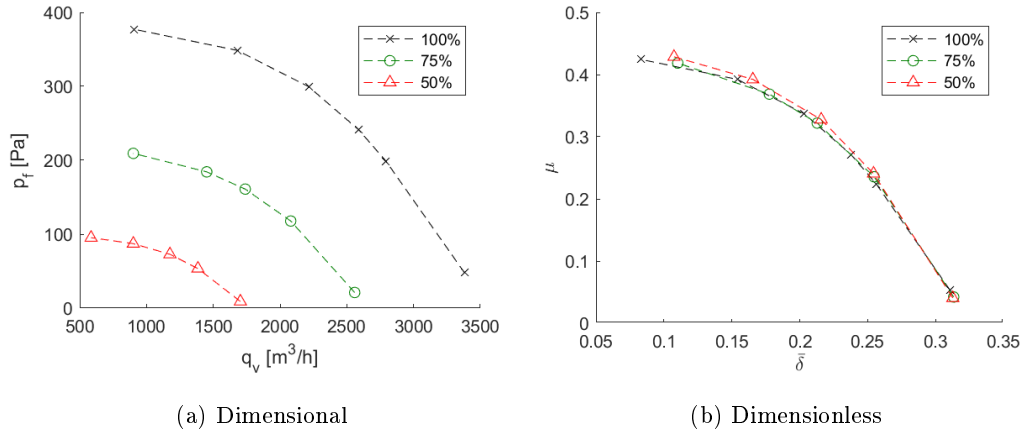 400
300
200
100
0
p_f [Pa]
500 1000 1500 2000 2500 3000 3500
q_v [m^3/h]
100%
75%
50%
(a) Dimensional
0.5
0.4
0.3
0.2
0.1
0
μ
0.05 0.1 0.15 0.2 0.25 0.3 0.35
δ̄
100%
75%
50%
(b) Dimensionless